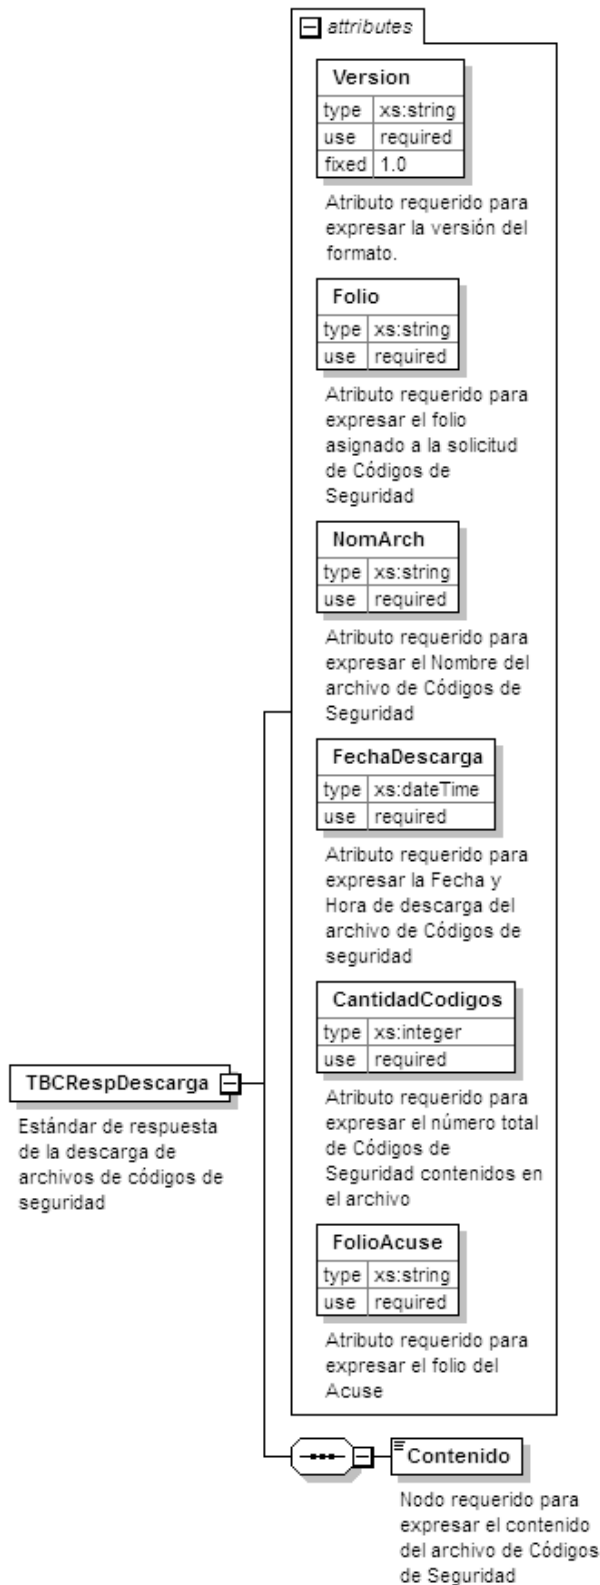 attributes
Version
type xs:string
use required
fixed 1.0
Atributo requerido para
expresar la versión del
formato.
Folio
type xs:string
use required
Atributo requerido para
expresar el folio
asignado a la solicitud
de Códigos de
Seguridad
NomArch
type xs:string
use required
Atributo requerido para
expresar el Nombre del
archivo de Códigos de
Seguridad
FechaDescarga
type xs:dateTime
use required
Atributo requerido para
expresar la Fecha y
Hora de descarga del
archivo de Códigos de
seguridad
CantidadCodigos
type xs:integer
use required
Atributo requerido para
expresar el número total
de Códigos de
Seguridad contenidos en
el archivo
FolioAcuse
type xs:string
use required
Atributo requerido para
expresar el folio del
Acuse
TBCRespDescarga
Estándar de respuesta
de la descarga de
archivos de códigos de
seguridad
Contenido
Nodo requerido para
expresar el contenido
del archivo de Códigos
de Seguridad